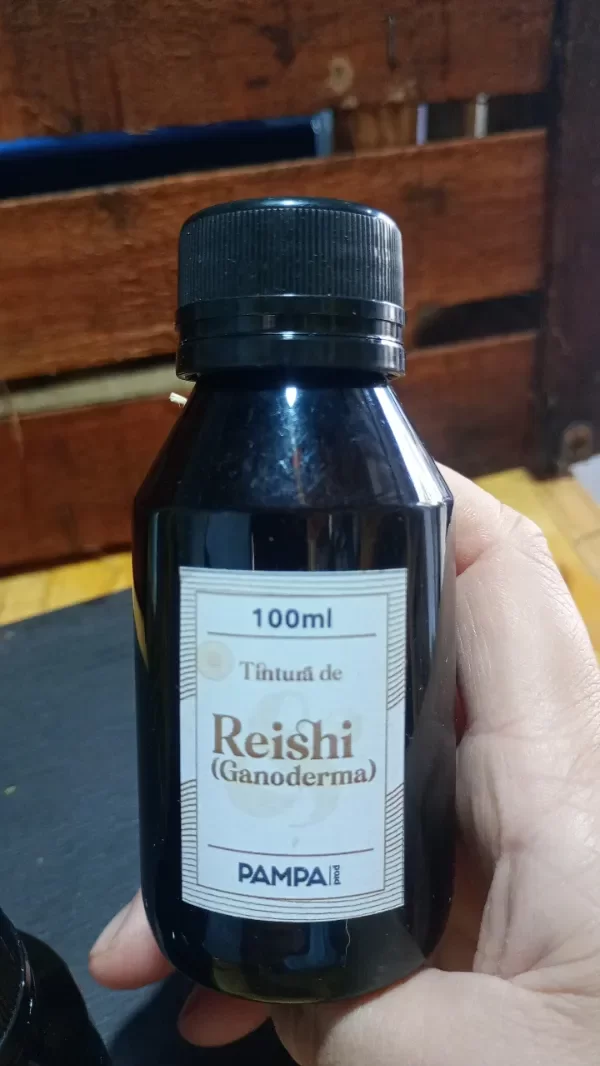 100ml
Tintura de
Reishi
(Ganoderma)
PAMPA